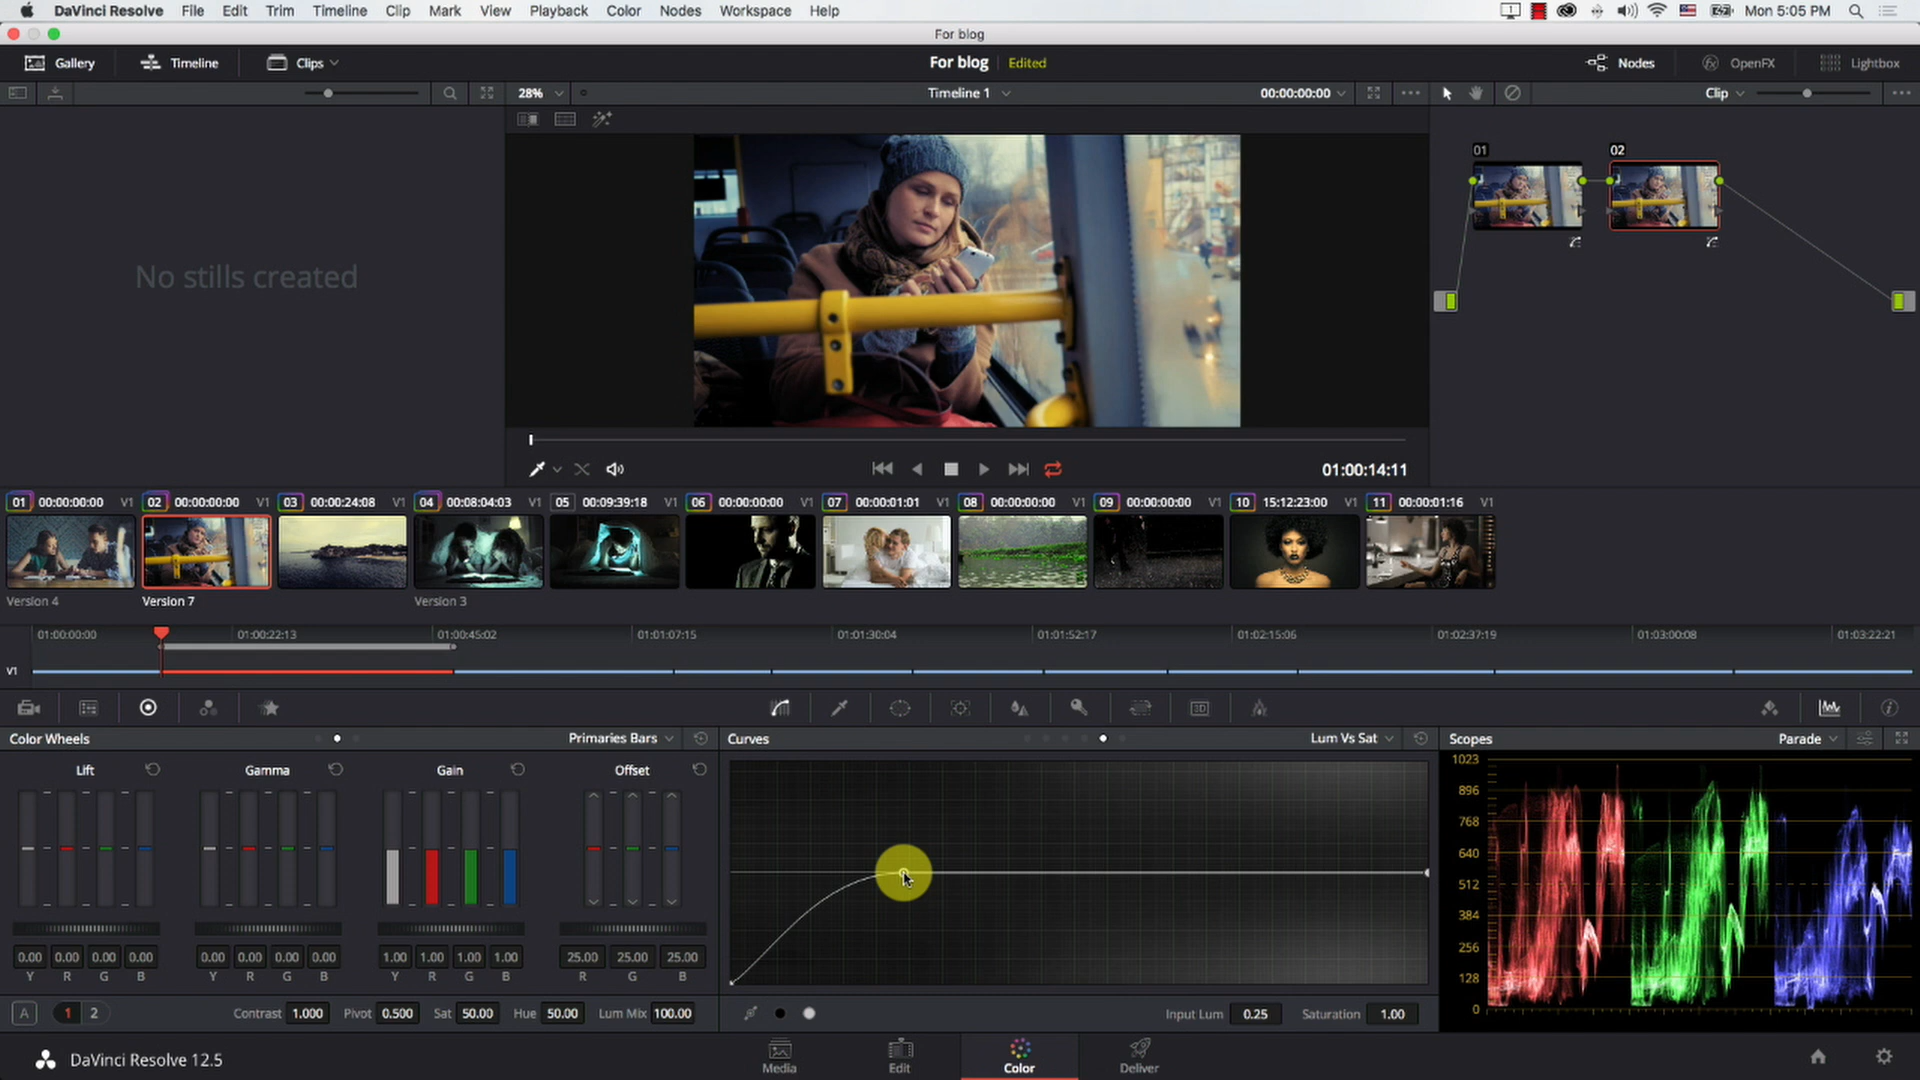 DaVinci Resolve File Edit Trim Timeline Clip Mark View Playback Color Nodes Workspace Help Mon 5:05 PM
For blog
Gallery Timeline Clips For blog Edited Nodes OpenFX Lightbox
28% Timeline 1 00:00:00:00 Clip
01 02
No stills created
01:00:14:11
01 00:00:00:00 V1 02 00:00:00:00 V1 03 00:00:24:08 V1 04 00:08:04:03 V1 05 00:09:39:18 V1 06 00:00:00:00 V1 07 00:00:01:01 V1 08 00:00:00:00 V1 09 00:00:00:00 V1 10 15:12:23:00 V1 11 00:00:01:16 V1
Version 4 Version 7 Version 3
01:00:00:00 01:00:22:13 01:00:45:02 01:01:07:15 01:01:30:04 01:01:52:17 01:02:15:06 01:02:37:19 01:03:00:08 01:03:22:21
V1
3D
Color Wheels Primaries Bars Curves Lum Vs Sat Scopes Parade
Lift Gamma Gain Offset
1023
896
768
640
512
384
256
128
0
0.00 0.00 0.00 0.00 0.00 0.00 0.00 0.00 1.00 1.00 1.00 1.00 25.00 25.00 25.00
Y R G B Y R G B Y R G B R G B
A 1 2 Contrast 1.000 Pivot 0.500 Sat 50.00 Hue 50.00 Lum Mix 100.00 Input Lum 0.25 Saturation 1.00
DaVinci Resolve 12.5 Media Edit Color Deliver